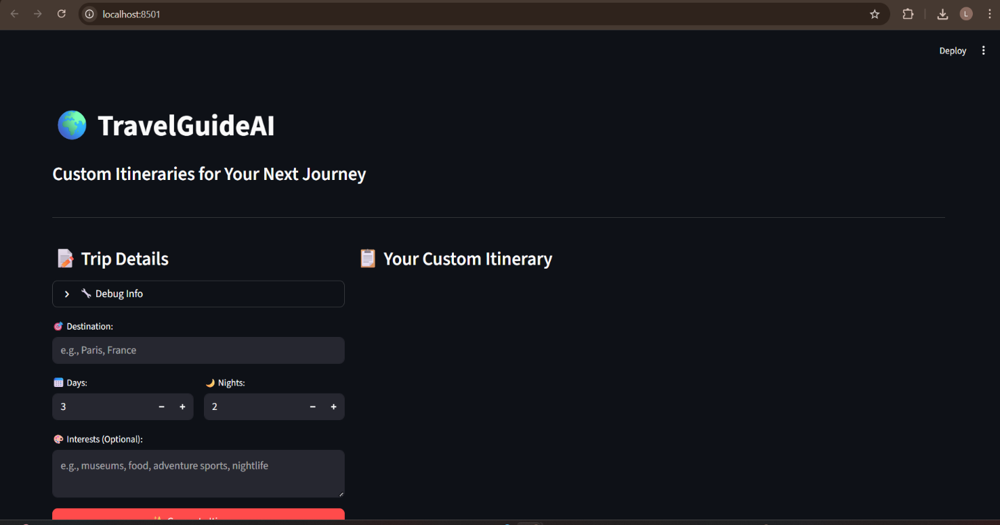 localhost:8501
L
Deploy
TravelGuideAI
Custom Itineraries for Your Next Journey
Trip Details
Your Custom Itinerary
Debug Info
Destination:
e.g., Paris, France
Days:
Nights:
3 − +
2 − +
Interests (Optional):
e.g., museums, food, adventure sports, nightlife